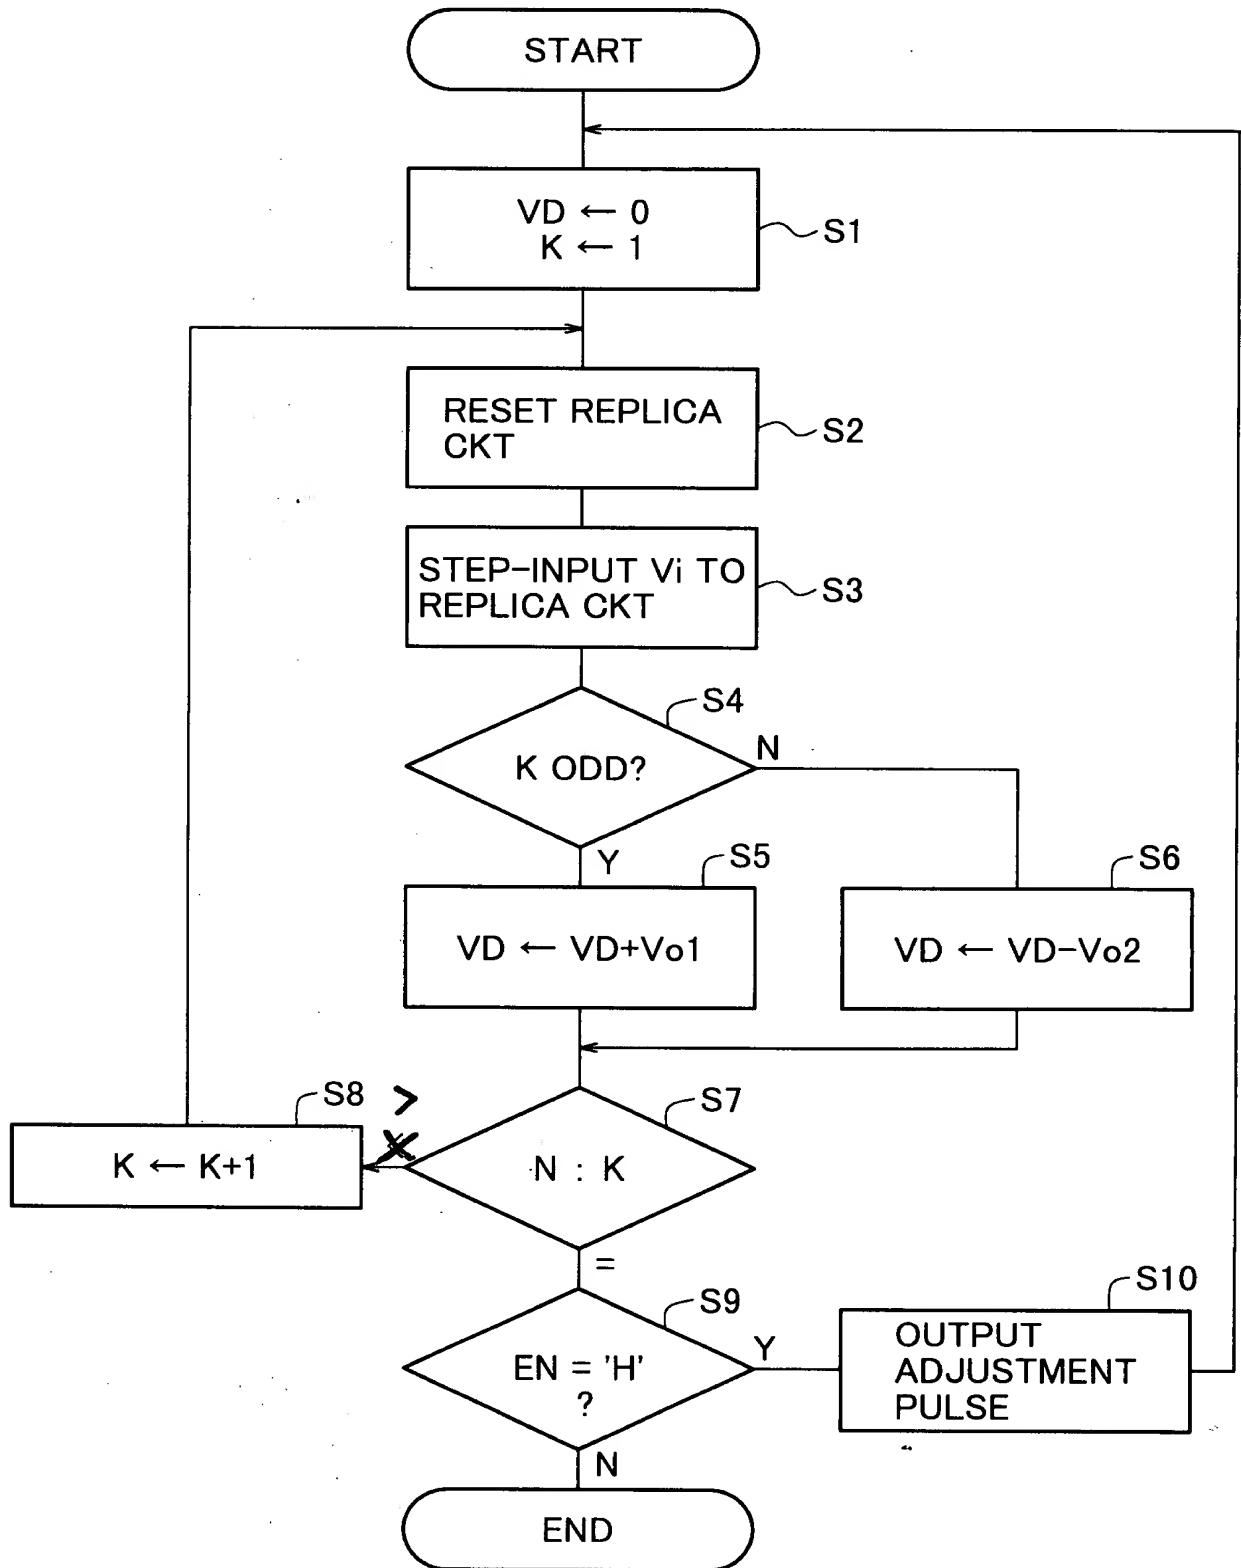 START
VD ← 0
K ← 1
S1
RESET REPLICA
CKT
S2
STEP-INPUT Vi TO
REPLICA CKT
S3
S4
K ODD?
N
Y
S5
VD ← VD+Vo1
S6
VD ← VD-Vo2
S7
N : K
>
S8
K ← K+1
=
S9
EN = 'H'
?
Y
S10
OUTPUT
ADJUSTMENT
PULSE
N
END